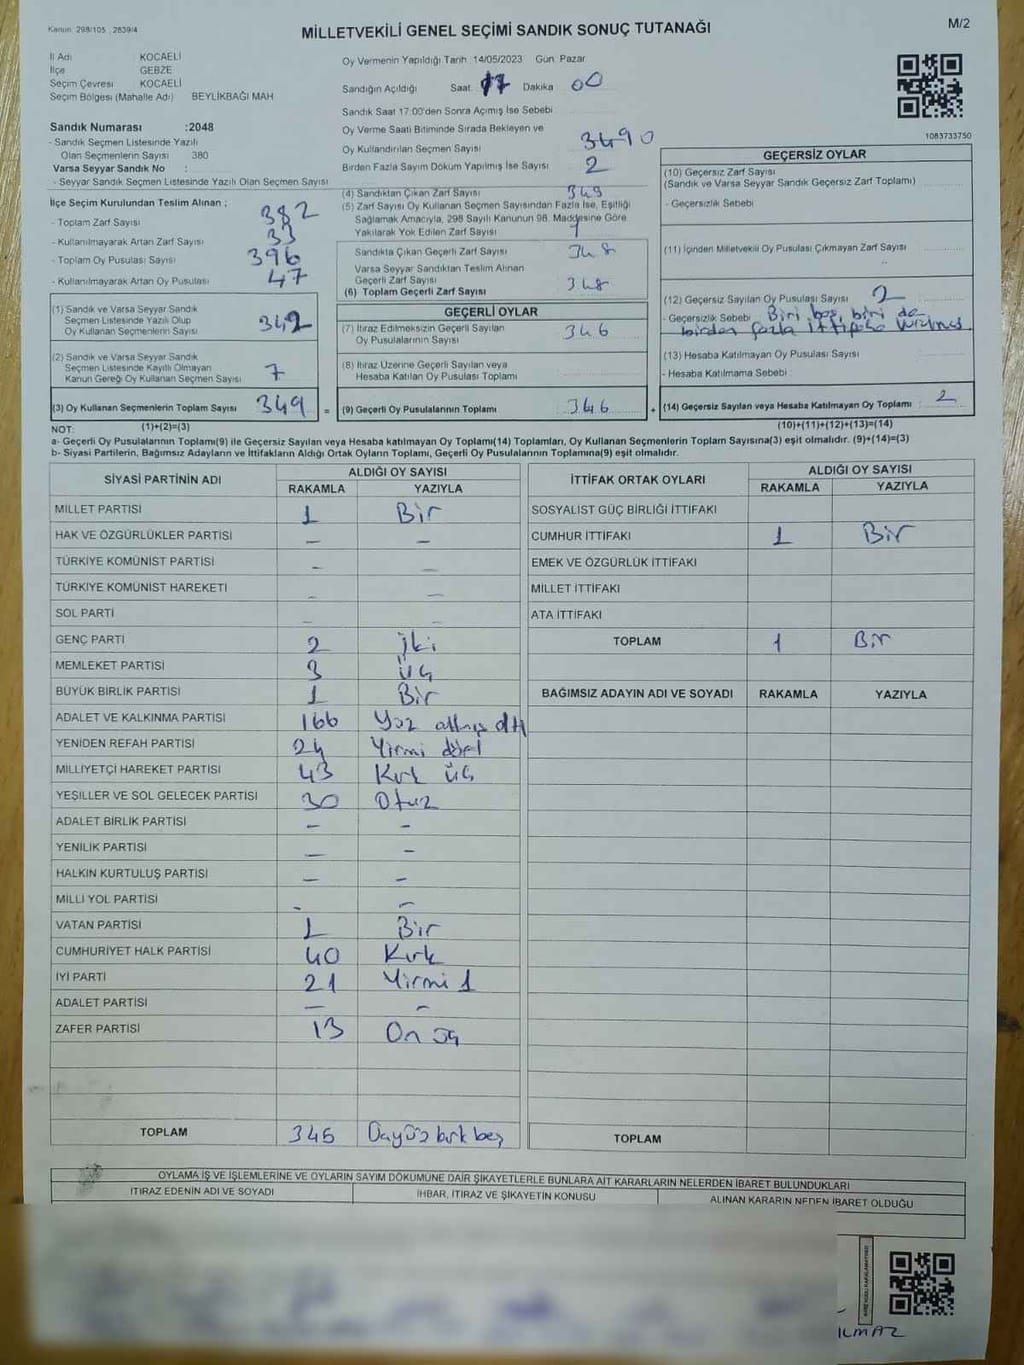 Kanun: 298/105 , 2839/4
MİLLETVEKİLİ GENEL SEÇİMİ SANDIK SONUÇ TUTANAĞI
M/2
İl Adı : KOCAELİ
İlçe : GEBZE
Seçim Çevresi : KOCAELİ
Seçim Bölgesi (Mahalle Adı) : BEYLİKBAĞI MAH
Sandık Numarası :2048
- Sandık Seçmen Listesinde Yazılı
Olan Seçmenlerin Sayısı : 380
Varsa Seyyar Sandık No :
- Seyyar Sandık Seçmen Listesinde Yazılı Olan Seçmen Sayısı :
İlçe Seçim Kurulundan Teslim Alınan ;
- Toplam Zarf Sayısı : 382
- Kullanılmayarak Artan Zarf Sayısı : 33
- Toplam Oy Pusulası Sayısı : 396
- Kullanılmayarak Artan Oy Pusulası : 47
(1) Sandık ve Varsa Seyyar Sandık
Seçmen Listesinde Yazılı Olup
Oy Kullanan Seçmenlerin Sayısı : 342
(2) Sandık ve Varsa Seyyar Sandık
Seçmen Listesinde Kayıtlı Olmayan
Kanun Gereği Oy Kullanan Seçmen Sayısı : 7
(3) Oy Kullanan Seçmenlerin Toplam Sayısı : 349 =
Oy Vermenin Yapıldığı Tarih : 14/05/2023 Gün: Pazar
Sandığın Açıldığı Saat: 17 Dakika : 00
Sandık Saat 17:00'den Sonra Açımış İse Sebebi :
Oy Verme Saati Bitiminde Sırada Bekleyen ve
Oy Kullandırılan Seçmen Sayısı :
Birden Fazla Sayım Döküm Yapılmış İse Sayısı : 2
(4) Sandıktan Çıkan Zarf Sayısı : 349
(5) Zarf Sayısı Oy Kullanan Seçmen Sayısından Fazla İse, Eşitliği
Sağlamak Amacıyla, 298 Sayılı Kanunun 98. Maddesine Göre
Yakılarak Yok Edilen Zarf Sayısı : 1
Sandıkta Çıkan Geçerli Zarf Sayısı : 348
Varsa Seyyar Sandıktan Teslim Alınan
Geçerli Zarf Sayısı :
(6) Toplam Geçerli Zarf Sayısı : 348
GEÇERLİ OYLAR
(7) İtiraz Edilmeksizin Geçerli Sayılan
Oy Pusulalarının Sayısı : 346
(8) İtiraz Üzerine Geçerli Sayılan veya
Hesaba Katılan Oy Pusulası Toplamı :
(9) Geçerli Oy Pusulalarının Toplamı : 346 +
1083733750
GEÇERSİZ OYLAR
(10) Geçersiz Zarf Sayısı
(Sandık ve Varsa Seyyar Sandık Geçersiz Zarf Toplamı) :
- Geçersizlik Sebebi :
(11) İçinden Milletvekili Oy Pusulası Çıkmayan Zarf Sayısı :
(12) Geçersiz Sayılan Oy Pusulası Sayısı : 2
- Geçersizlik Sebebi : Biri boş, biri de
birden fazla ittifaka
(13) Hesaba Katılmayan Oy Pusulası Sayısı :
- Hesaba Katılmama Sebebi :
(14) Geçersiz Sayılan veya Hesaba Katılmayan Oy Toplamı : 2
NOT: (1)+(2)=(3) (10)+(11)+(12)+(13)=(14)
a- Geçerli Oy Pusulalarının Toplamı(9) ile Geçersiz Sayılan veya Hesaba katılmayan Oy Toplamı(14) Toplamları, Oy Kullanan Seçmenlerin Toplam Sayısına(3) eşit olmalıdır. (9)+(14)=(3)
b- Siyasi Partilerin, Bağımsız Adayların ve İttifakların Aldığı Ortak Oyların Toplamı, Geçerli Oy Pusulalarının Toplamına(9) eşit olmalıdır.
SİYASİ PARTİNİN ADI ALDIĞI OY SAYISI
RAKAMLA YAZIYLA
MİLLET PARTİSİ 1 Bir
HAK VE ÖZGÜRLÜKLER PARTİSİ - -
TÜRKİYE KOMÜNİST PARTİSİ - -
TÜRKİYE KOMÜNİST HAREKETİ - -
SOL PARTİ - -
GENÇ PARTİ 2 İki
MEMLEKET PARTİSİ 3 Üç
BÜYÜK BİRLİK PARTİSİ 1 Bir
ADALET VE KALKINMA PARTİSİ 166 Yüz altmış altı
YENİDEN REFAH PARTİSİ 24 Yirmi dört
MİLLİYETÇİ HAREKET PARTİSİ 43 Kırk üç
YEŞİLLER VE SOL GELECEK PARTİSİ 30 Otuz
ADALET BİRLİK PARTİSİ - -
YENİLİK PARTİSİ - -
HALKIN KURTULUŞ PARTİSİ - -
MİLLİ YOL PARTİSİ - -
VATAN PARTİSİ 1 Bir
CUMHURİYET HALK PARTİSİ 40 Kırk
İYİ PARTİ 21 Yirmi 1
ADALET PARTİSİ - -
ZAFER PARTİSİ 13 On üç
TOPLAM 345
İTTİFAK ORTAK OYLARI ALDIĞI OY SAYISI
RAKAMLA YAZIYLA
SOSYALİST GÜÇ BİRLİĞİ İTTİFAKI
CUMHUR İTTİFAKI 1 Bir
EMEK VE ÖZGÜRLÜK İTTİFAKI
MİLLET İTTİFAKI
ATA İTTİFAKI
TOPLAM 1 Bir
BAĞIMSIZ ADAYIN ADI VE SOYADI RAKAMLA YAZIYLA
TOPLAM
OYLAMA İŞ VE İŞLEMLERİNE VE OYLARIN SAYIM DÖKÜMÜNE DAİR ŞİKAYETLERLE BUNLARA AİT KARARLARIN NELERDEN İBARET BULUNDUKLARI
İTİRAZ EDENİN ADI VE SOYADI İHBAR, İTİRAZ VE ŞİKAYETİN KONUSU ALINAN KARARIN NEDEN İBARET OLDUĞU